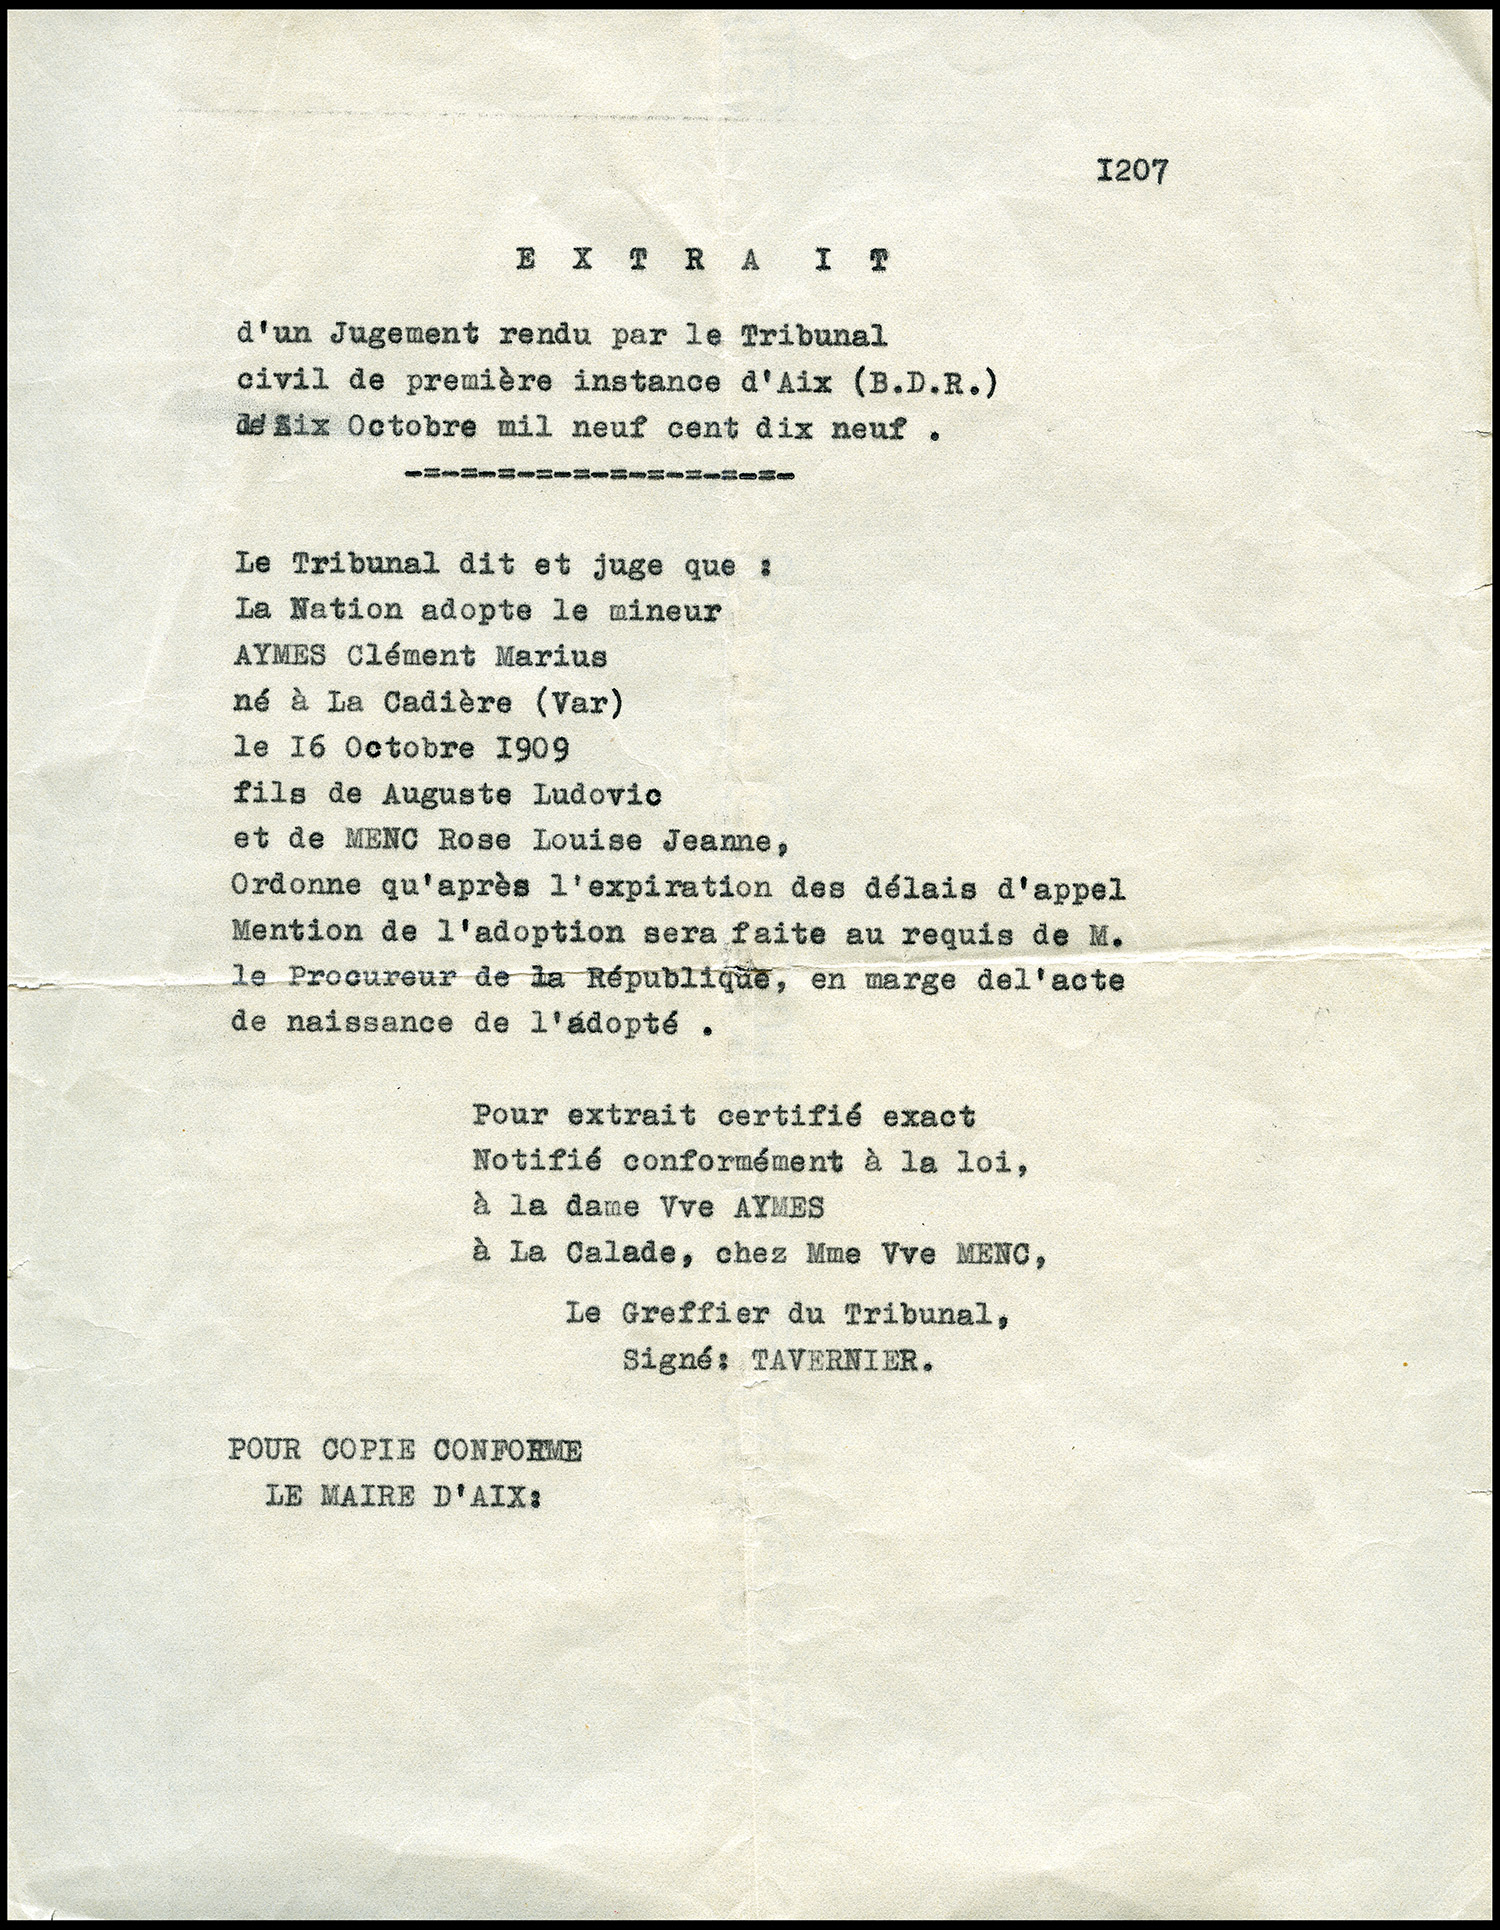 I207
E X T R A I T
d'un Jugement rendu par le Tribunal
civil de première instance d'Aix (B.D.R.)
Octobre mil neuf cent dix neuf .
-=-=-=-=-=-=-=-=-=-=-
Le Tribunal dit et juge que :
La Nation adopte le mineur
AYMES Clément Marius
né à La Cadière (Var)
le I6 Octobre I909
fils de Auguste Ludovic
et de MENC Rose Louise Jeanne,
Ordonne qu'après l'expiration des délais d'appel
Mention de l'adoption sera faite au requis de M.
le Procureur de la République, en marge del'acte
de naissance de l'adopté .
Pour extrait certifié exact
Notifié conformément à la loi,
à la dame Vve AYMES
à La Calade, chez Mme Vve MENC,
Le Greffier du Tribunal,
Signé: TAVERNIER.
POUR COPIE CONFORME
LE MAIRE D'AIX: